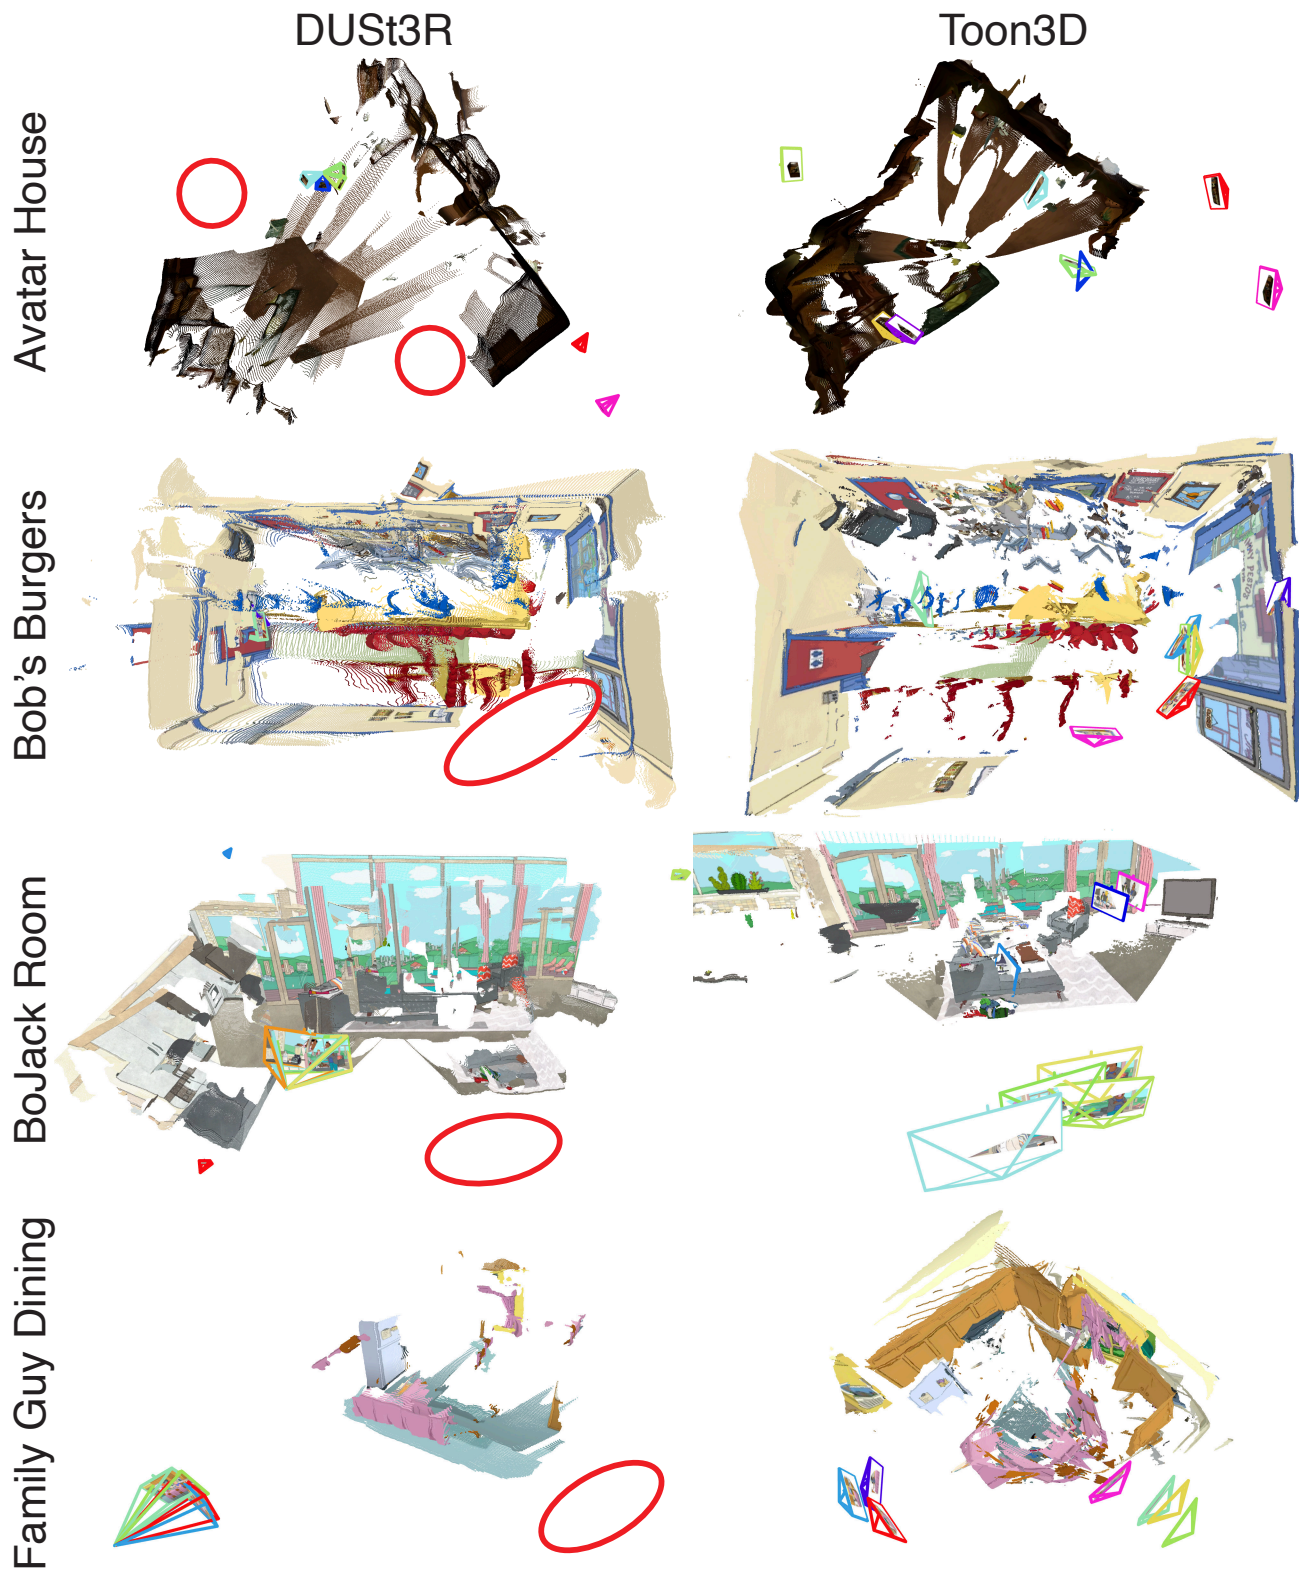 DUSt3R
Toon3D
Avatar House
Bob's Burgers
BoJack Room
Family Guy Dining